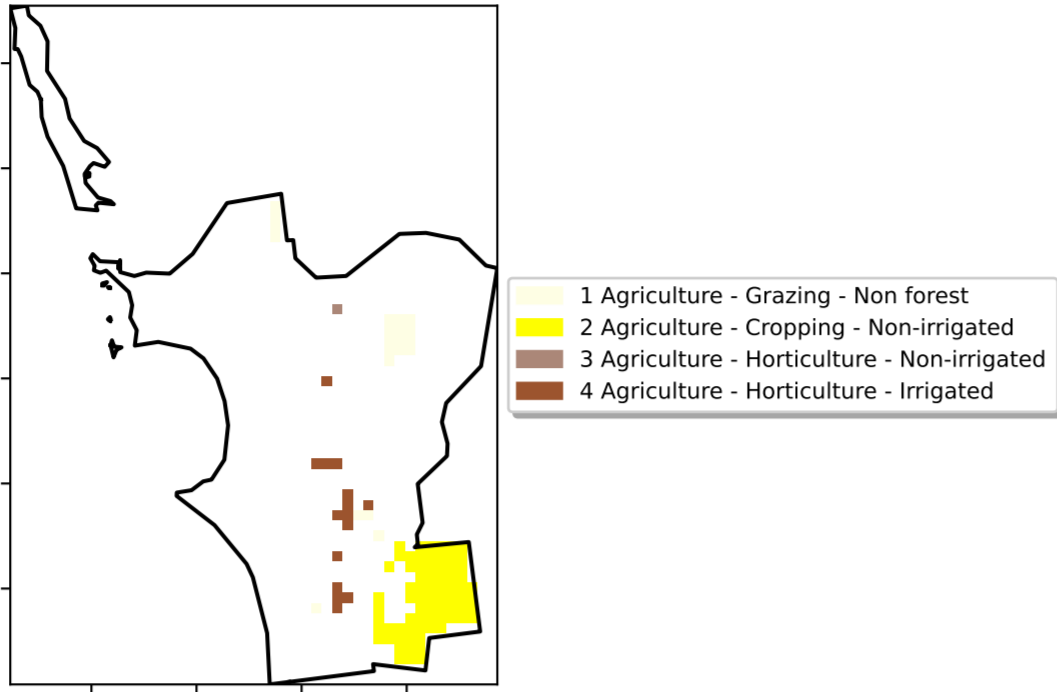 1 Agriculture - Grazing - Non forest
2 Agriculture - Cropping - Non-irrigated
3 Agriculture - Horticulture - Non-irrigated
4 Agriculture - Horticulture - Irrigated